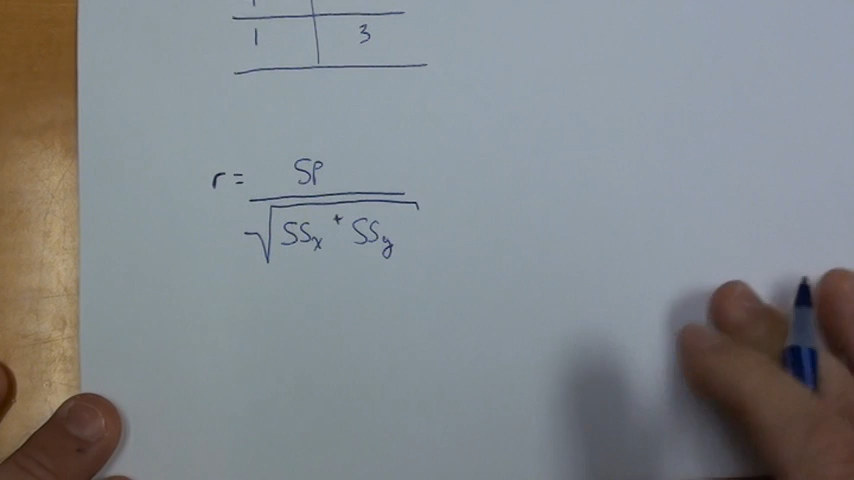 1 3
r = SP
√SSx + SSy